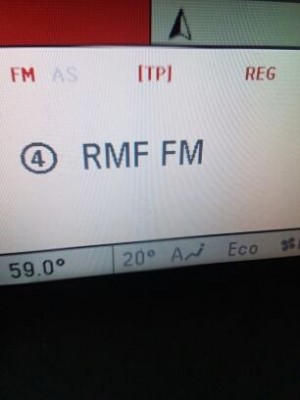 FM AS [TP] REG
④ RMF FM
59.0° 20° A Eco